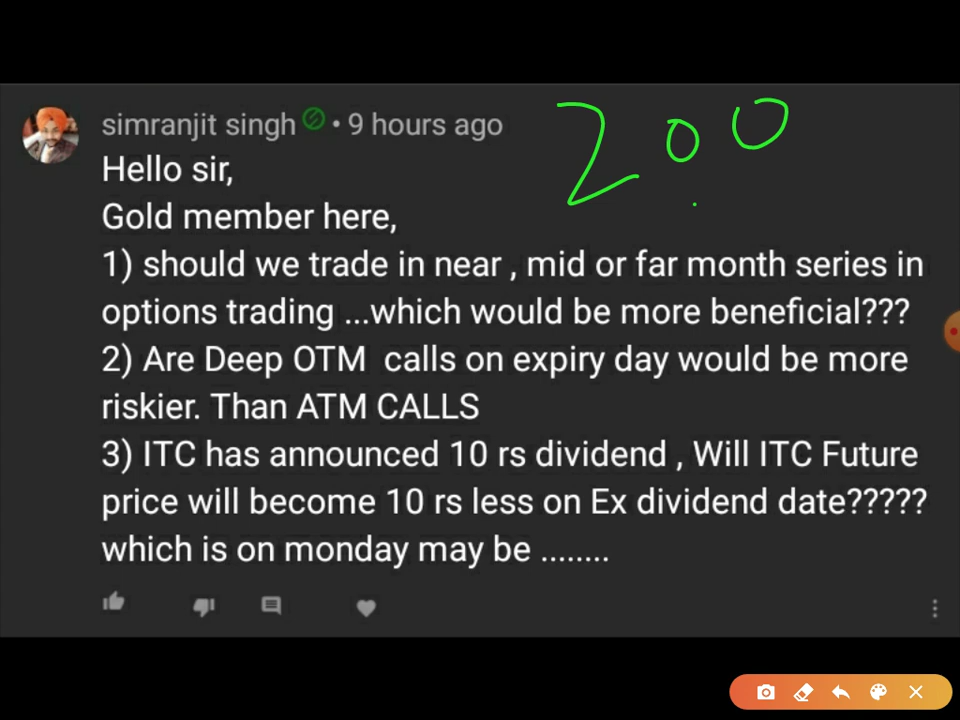 simranjit singh • 9 hours ago
200
Hello sir,
Gold member here,
1) should we trade in near , mid or far month series in
options trading ...which would be more beneficial???
2) Are Deep OTM calls on expiry day would be more
riskier. Than ATM CALLS
3) ITC has announced 10 rs dividend , Will ITC Future
price will become 10 rs less on Ex dividend date?????
which is on monday may be ........